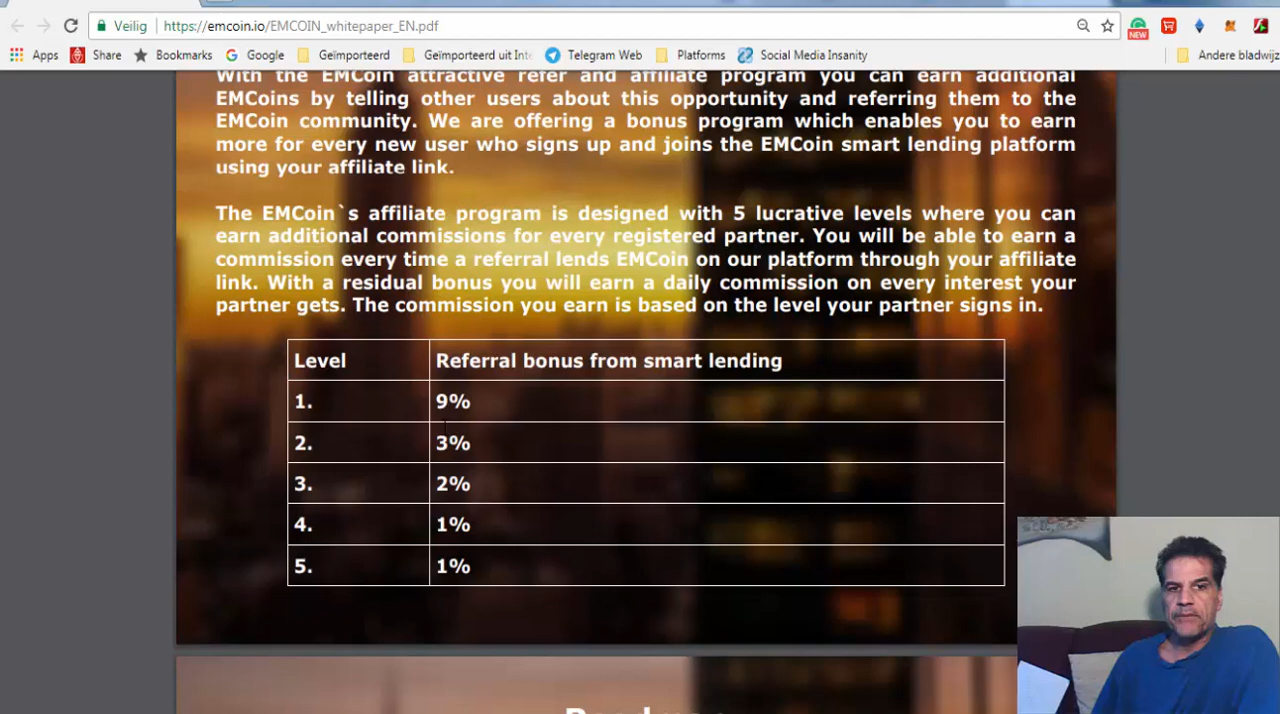 Veilig
https://emcoin.io/EMCOIN_whitepaper_EN.pdf
NEW
Apps
Share
Bookmarks
Google
Geïmporteerd
Geïmporteerd uit Inte
Telegram Web
Platforms
Social Media Insanity
Andere bladwijz
With the EMCoin attractive refer and affiliate program you can earn additional
EMCoins by telling other users about this opportunity and referring them to the
EMCoin community. We are offering a bonus program which enables you to earn
more for every new user who signs up and joins the EMCoin smart lending platform
using your affiliate link.
The EMCoin`s affiliate program is designed with 5 lucrative levels where you can
earn additional commissions for every registered partner. You will be able to earn a
commission every time a referral lends EMCoin on our platform through your affiliate
link. With a residual bonus you will earn a daily commission on every interest your
partner gets. The commission you earn is based on the level your partner signs in.
Level Referral bonus from smart lending
1. 9%
2. 3%
3. 2%
4. 1%
5. 1%